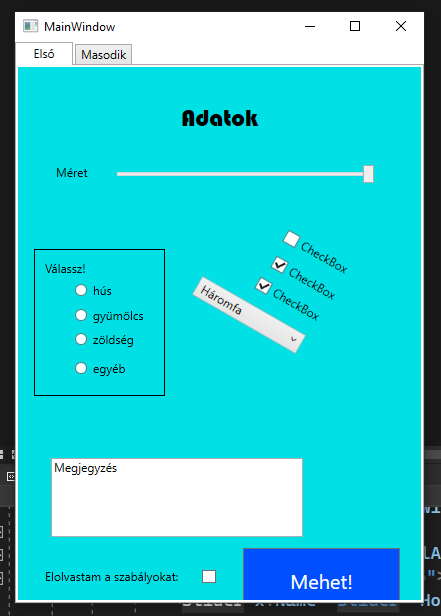 MainWindow
Első
Masodik
Adatok
Méret
CheckBox
CheckBox
CheckBox
Háromfa
Válassz!
hús
gyümölcs
zöldség
egyéb
Megjegyzés
Elolvastam a szabályokat:
Mehet!